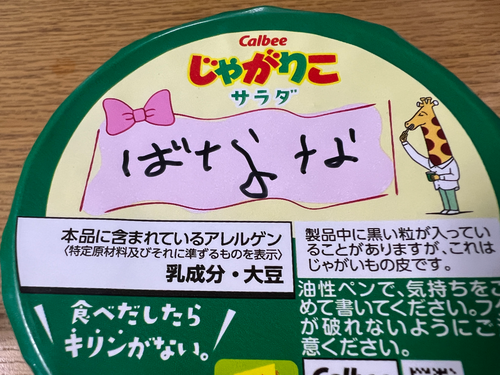 Calbee
じゃがりこ
サラダ
ばなな
本品に含まれているアレルゲン
〈特定原材料及びそれに準ずるものを表示〉
乳成分・大豆
製品中に黒い粒が入ってい
ることがありますが、これは
じゃがいもの皮です。
食べだしたら
キリンがない。
油性ペンで、気持ちをこ
めて書いてください。フタ
が破れないようにご
意ください。
Calbee